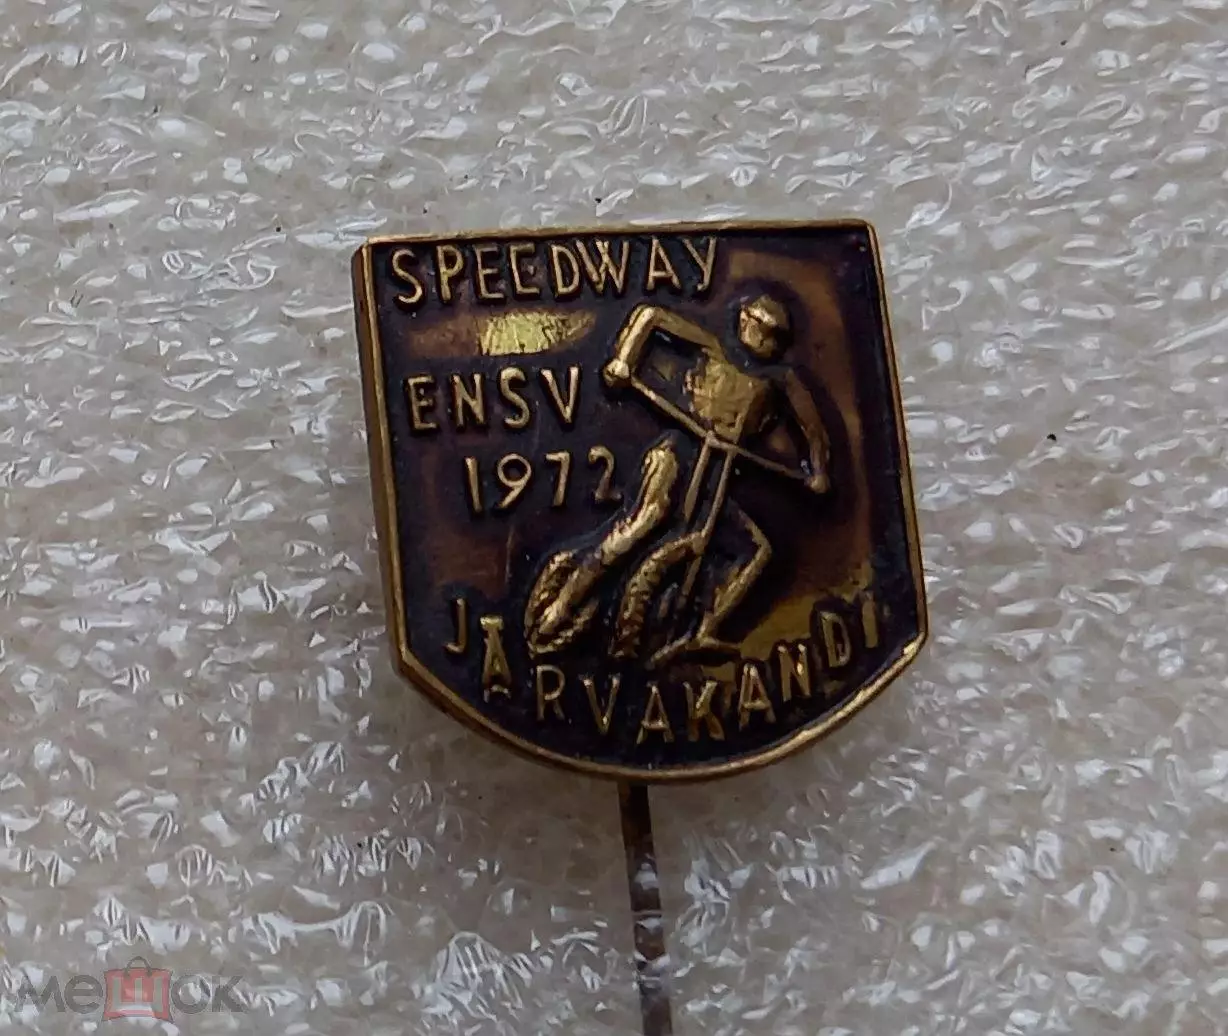 SPEEDWAY
ENSV
1972
JÄRVAKANDI
мешок